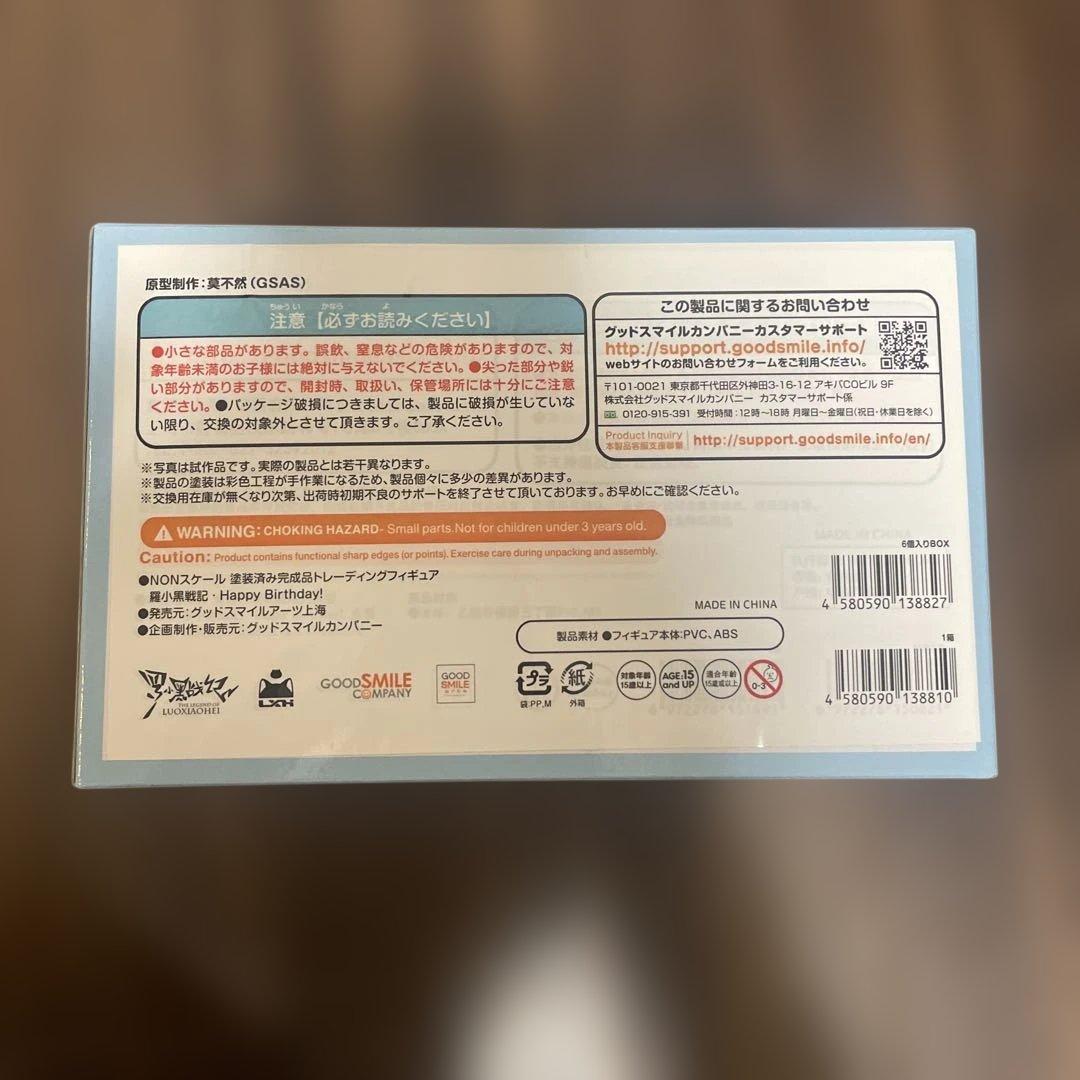 原型制作：莫不然（GSAS）
注意【必ずお読みください】
●小さな部品があります。誤飲、窒息などの危険がありますので、対
象年齢未満のお子様には絶対に与えないでください。●尖った部分や鋭
い部分がありますので、開封時、取扱い、保管場所には十分にご注意
ください。●パッケージ破損につきましては、製品に破損が生じていな
い限り、交換の対象外とさせて頂きます。ご了承ください。
この製品に関するお問い合わせ
グッドスマイルカンパニーカスタマーサポート
http://support.goodsmile.info/
webサイトのお問い合わせフォームをご利用ください。
〒101-0021 東京都千代田区外神田3-16-12 アキバCOビル 9F
株式会社グッドスマイルカンパニー カスタマーサポート係
0120-915-391 受付時間：12時～18時 月曜日～金曜日(祝日・休業日を除く)
Product Inquiry
本製品客服支援聯繫
http://support.goodsmile.info/en/
※写真は試作品です。実際の製品とは若干異なります。
※製品の塗装は彩色工程が手作業になるため、製品個々に多少の差異があります。
※交換用在庫が無くなり次第、出荷時初期不良のサポートを終了させて頂いております。お早めにご確認ください。
WARNING: CHOKING HAZARD- Small parts.Not for children under 3 years old.
Caution: Product contains functional sharp edges (or points). Exercise care during unpacking and assembly.
●NONスケール 塗装済み完成品トレーディングフィギュア
羅小黒戦記・Happy Birthday!
●発売元：グッドスマイルアーツ上海
●企画制作・販売元：グッドスマイルカンパニー
MADE IN CHINA
製品素材 ●フィギュア本体：PVC、ABS
6個入りBOX
4 580590 138827
1箱
4 580590 138810
THE LEGEND OF
LUOXIAOHEI
LXH
GOODSMILE
COMPANY
GOOD
SMILE
プラ
袋:PP,M
紙
外箱
対象年齢
15歳以上
AGE:15
and UP
適合年齢
15歳或以上
0-3